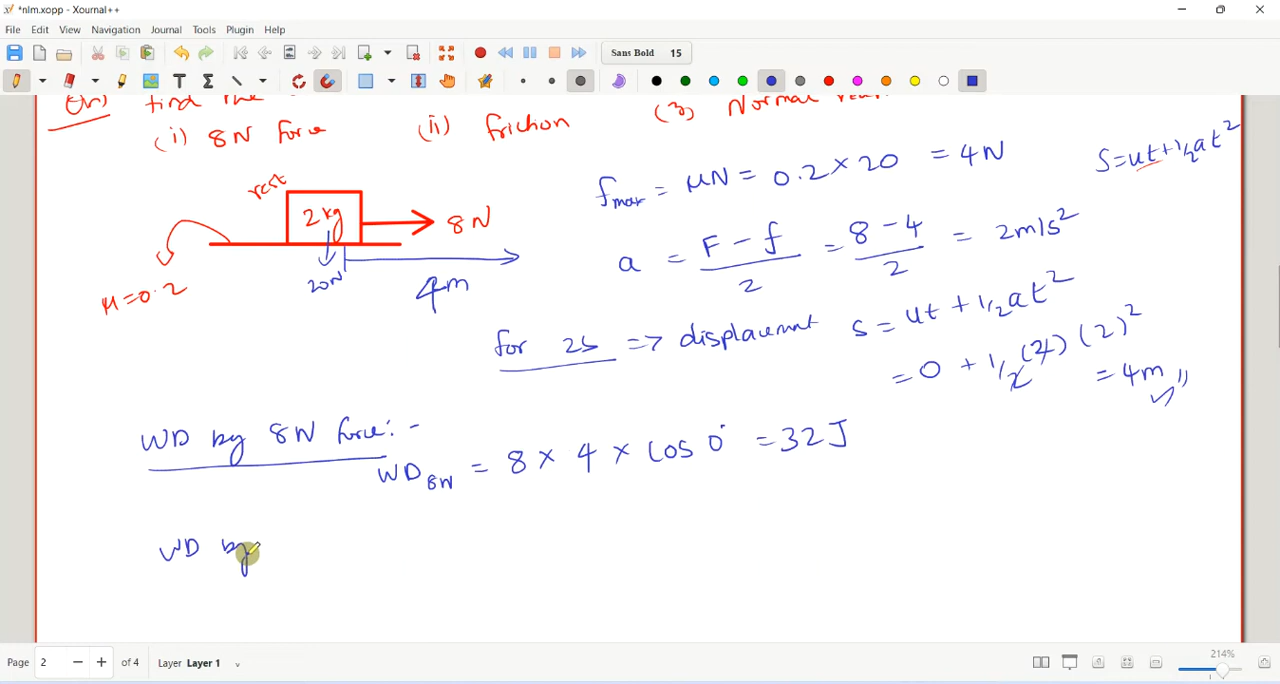 *nlm.xopp - Xournal++
File Edit View Navigation Journal Tools Plugin Help
Sans Bold 15
find the
(i) 8N force (ii) friction (3) Normal
rest
2kg
8N
20N
4m
μ=0.2
fmax = μN = 0.2 × 20 = 4N
S=ut+1/2at²
a = F - f / 2 = 8 - 4 / 2 = 2m/s²
for 2s => displacement s = ut + 1/2at²
= 0 + 1/2 (2) (2)² = 4m
WD by 8N force:-
WD8N = 8 × 4 × Cos 0° = 32J
WD by
Page 2 of 4 Layer Layer 1
214%